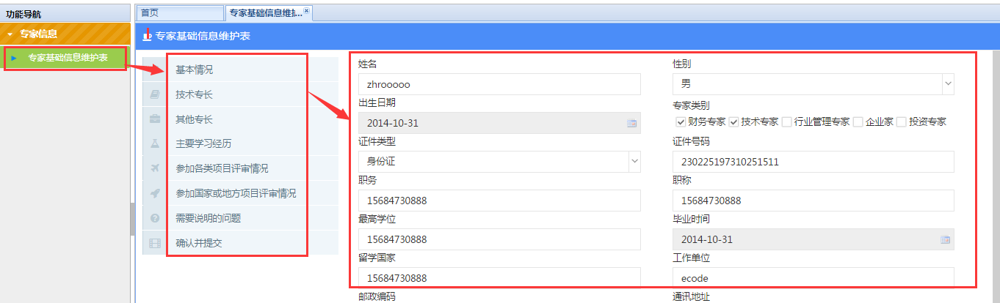 功能导航
首页
专家基础信息维护...
专家信息
专家基础信息维护表
专家基础信息维护表
基本情况
技术专长
其他专长
主要学习经历
参加各类项目评审情况
参加国家或地方项目评审情况
需要说明的问题
确认并提交
姓名
性别
zhrooooo
男
出生日期
专家类别
2014-10-31
财务专家 技术专家 行业管理专家 企业家 投资专家
证件类型
证件号码
身份证
230225197310251511
职务
职称
15684730888
15684730888
最高学位
毕业时间
15684730888
2014-10-31
留学国家
工作单位
15684730888
ecode
邮政编码
通讯地址